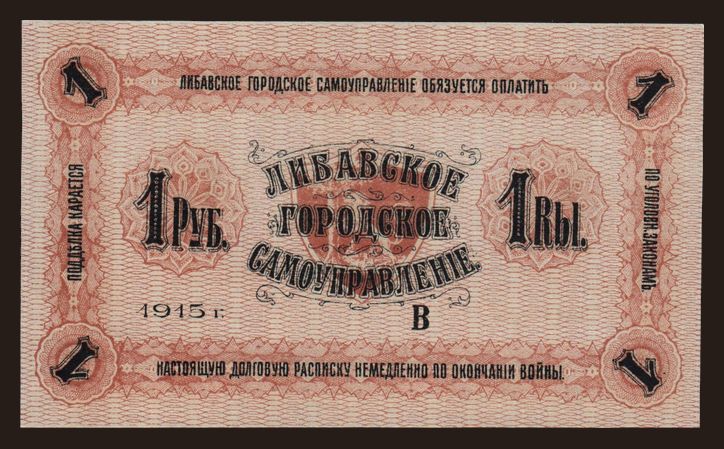 1
ЛИБАВСКОЕ ГОРОДСКОЕ САМОУПРАВЛЕНІЕ ОБЯЗУЕТСЯ ОПЛАТИТЬ
1
ПОДДѢЛКА КАРАЕТСЯ
ПО УГОЛОВ. ЗАКОНАМЪ
ЛИБАВСКОЕ
1 РУБ.
ГОРОДСКОЕ
1 Rbl.
САМОУПРАВЛЕНІЕ.
1915 г.
В
1
НАСТОЯЩУЮ ДОЛГОВУЮ РАСПИСКУ НЕМЕДЛЕННО ПО ОКОНЧАНІИ ВОЙНЫ.
1